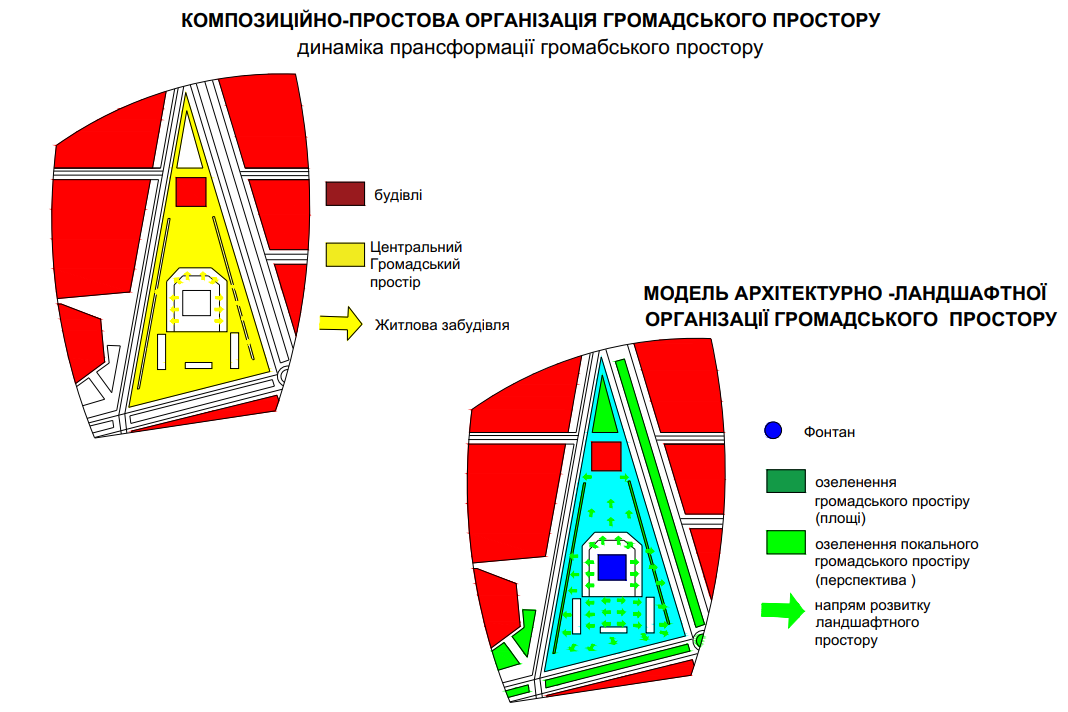 КОМПОЗИЦІЙНО-ПРОСТОВА ОРГАНІЗАЦІЯ ГРОМАДСЬКОГО ПРОСТОРУ
динаміка прансформації громабського простору
будівлі
Центральний
Громадський
простір
Житлова забудівля
МОДЕЛЬ АРХІТЕКТУРНО -ЛАНДШАФТНОЇ
ОРГАНІЗАЦІЇ ГРОМАДСЬКОГО ПРОСТОРУ
Фонтан
озеленення
громадського простіру
(площі)
озеленення покального
громадського простіру
(перспектива )
напрям розвитку
ландшафтного
простору